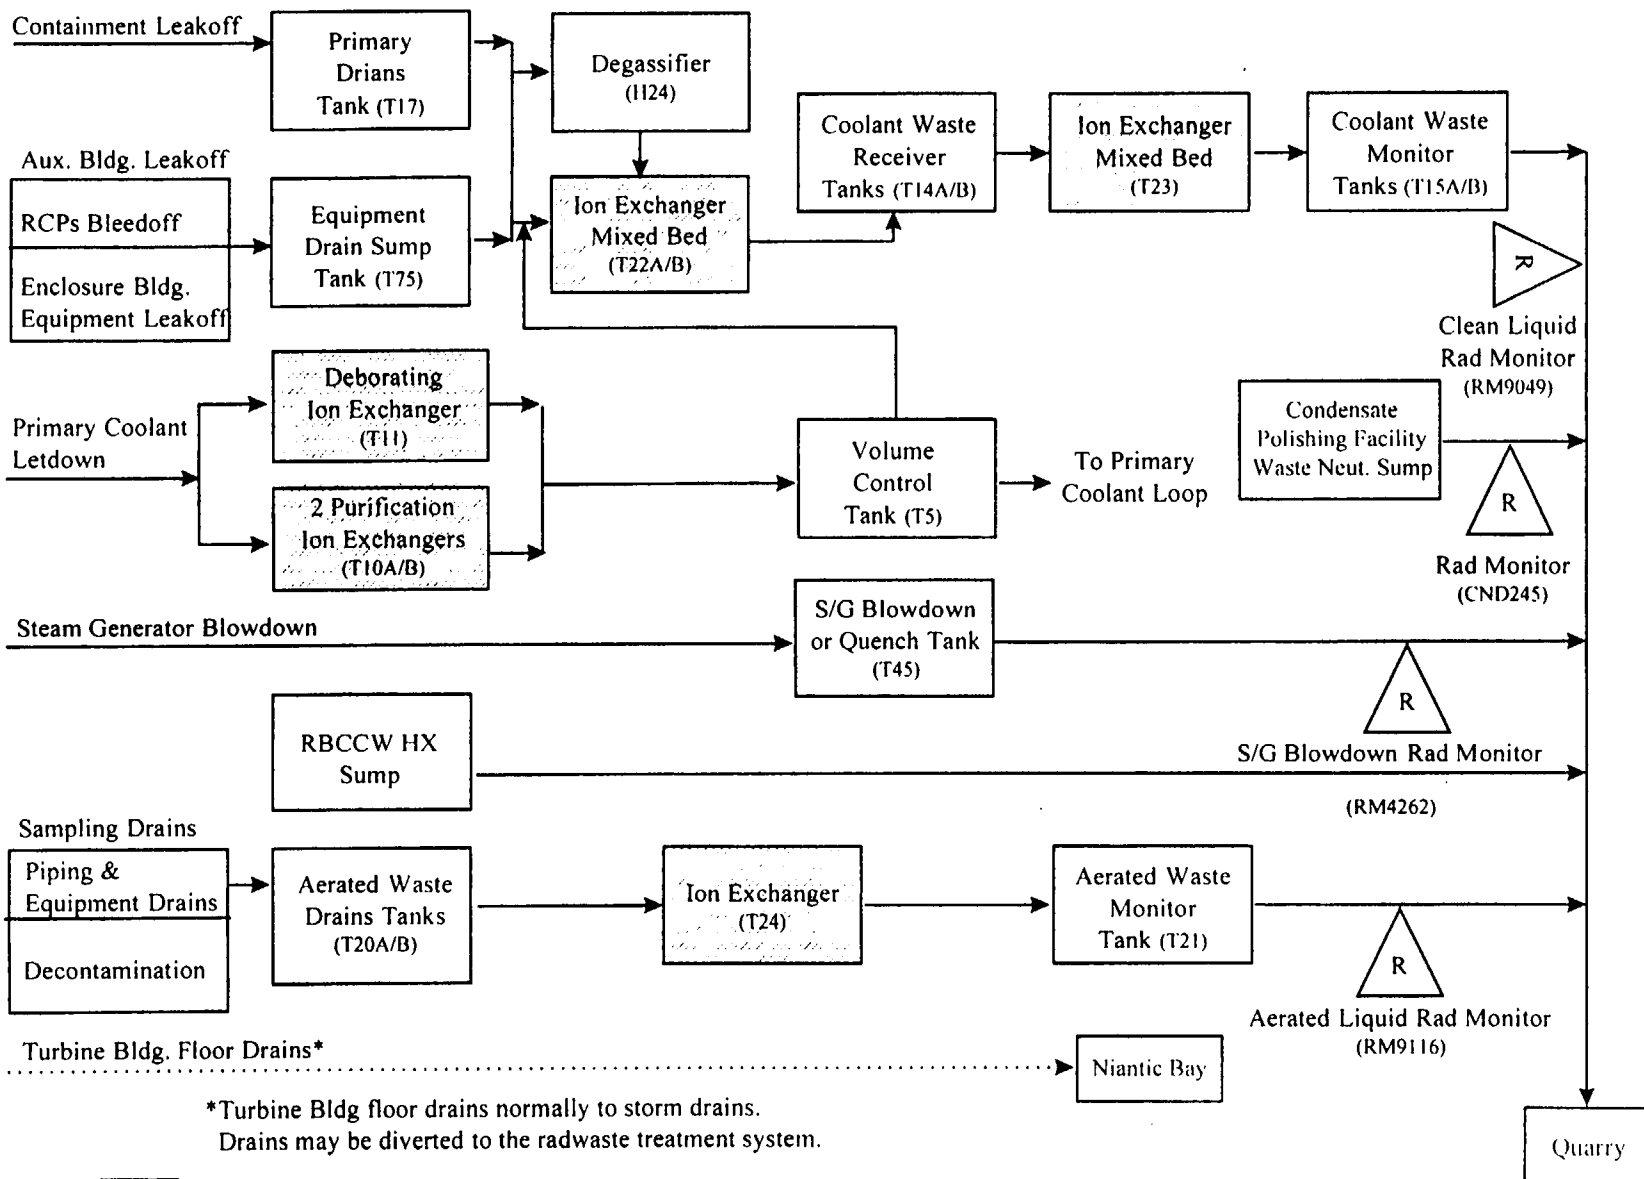 Containment Leakoff
Primary
Drians
Tank (T17)
Degassifier
(H24)
Coolant Waste
Receiver
Tanks (T14A/B)
Ion Exchanger
Mixed Bed
(T23)
Coolant Waste
Monitor
Tanks (T15A/B)
Aux. Bldg. Leakoff
RCPs Bleedoff
Enclosure Bldg.
Equipment Leakoff
Equipment
Drain Sump
Tank (T75)
Ion Exchanger
Mixed Bed
(T22A/B)
R
Clean Liquid
Rad Monitor
(RM9049)
Primary Coolant
Letdown
Deborating
Ion Exchanger
(T11)
2 Purification
Ion Exchangers
(T10A/B)
Volume
Control
Tank (T5)
To Primary
Coolant Loop
Condensate
Polishing Facility
Waste Neut. Sump
R
Rad Monitor
(CND245)
Steam Generator Blowdown
S/G Blowdown
or Quench Tank
(T45)
R
S/G Blowdown Rad Monitor
(RM4262)
RBCCW HX
Sump
Sampling Drains
Piping &
Equipment Drains
Decontamination
Aerated Waste
Drains Tanks
(T20A/B)
Ion Exchanger
(T24)
Aerated Waste
Monitor
Tank (T21)
R
Aerated Liquid Rad Monitor
(RM9116)
Turbine Bldg. Floor Drains*
Niantic Bay
*Turbine Bldg floor drains normally to storm drains.
Drains may be diverted to the radwaste treatment system.
Quarry